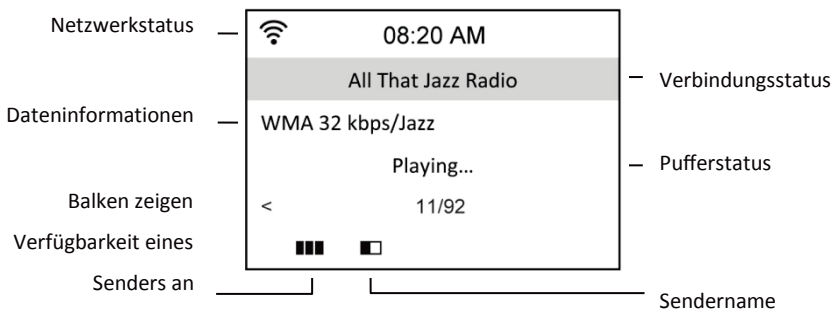 Netzwerkstatus
08:20 AM
All That Jazz Radio
Verbindungsstatus
Dateninformationen
WMA 32 kbps/Jazz
Playing...
Pufferstatus
Balken zeigen
< 11/92
Verfügbarkeit eines
Senders an
Sendername